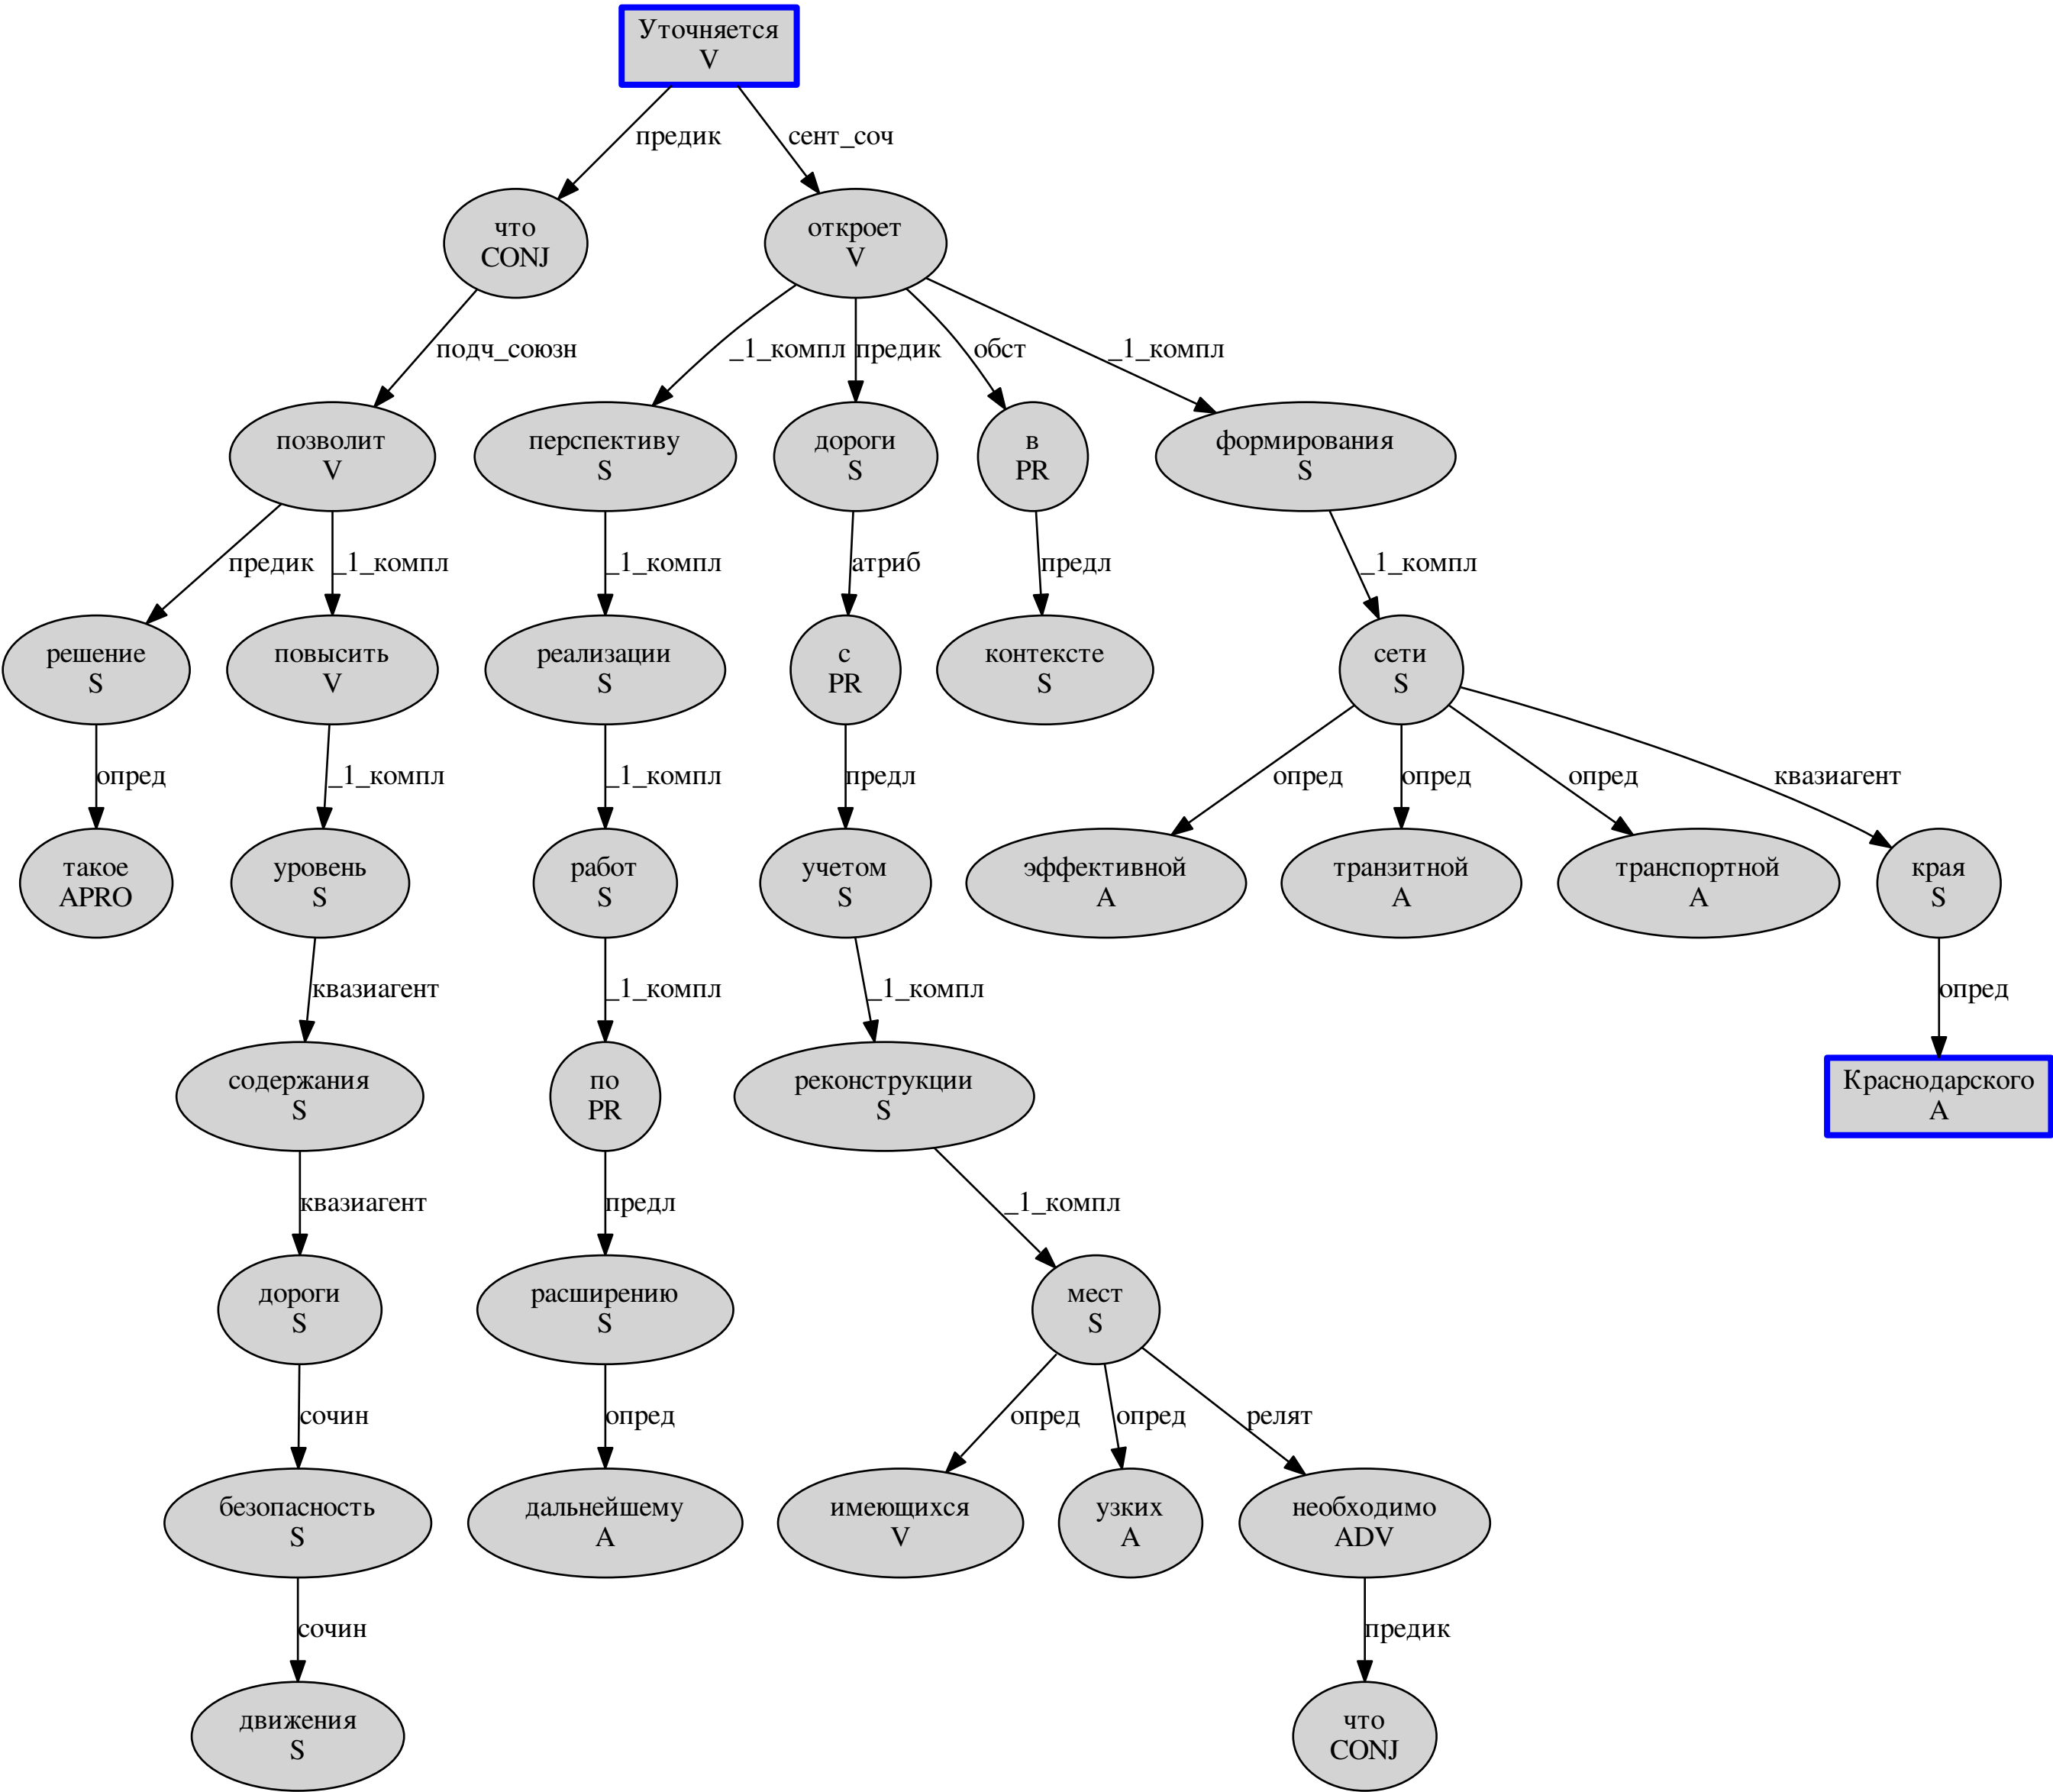 Уточняется
V
предик
сент_соч
что
CONJ
откроет
V
подч_союзн
_1_компл
предик
обст
_1_компл
позволит
V
перспективу
S
дороги
S
в
PR
формирования
S
предик
_1_компл
_1_компл
атриб
предл
_1_компл
решение
S
повысить
V
реализации
S
с
PR
контексте
S
сети
S
опред
_1_компл
_1_компл
предл
опред
опред
опред
квазиагент
такое
APRO
уровень
S
работ
S
учетом
S
эффективной
A
транзитной
A
транспортной
A
края
S
квазиагент
_1_компл
_1_компл
опред
содержания
S
по
PR
реконструкции
S
Краснодарского
A
квазиагент
предл
_1_компл
дороги
S
расширению
S
мест
S
сочин
опред
опред
опред
релят
безопасность
S
дальнейшему
A
имеющихся
V
узких
A
необходимо
ADV
сочин
предик
движения
S
что
CONJ